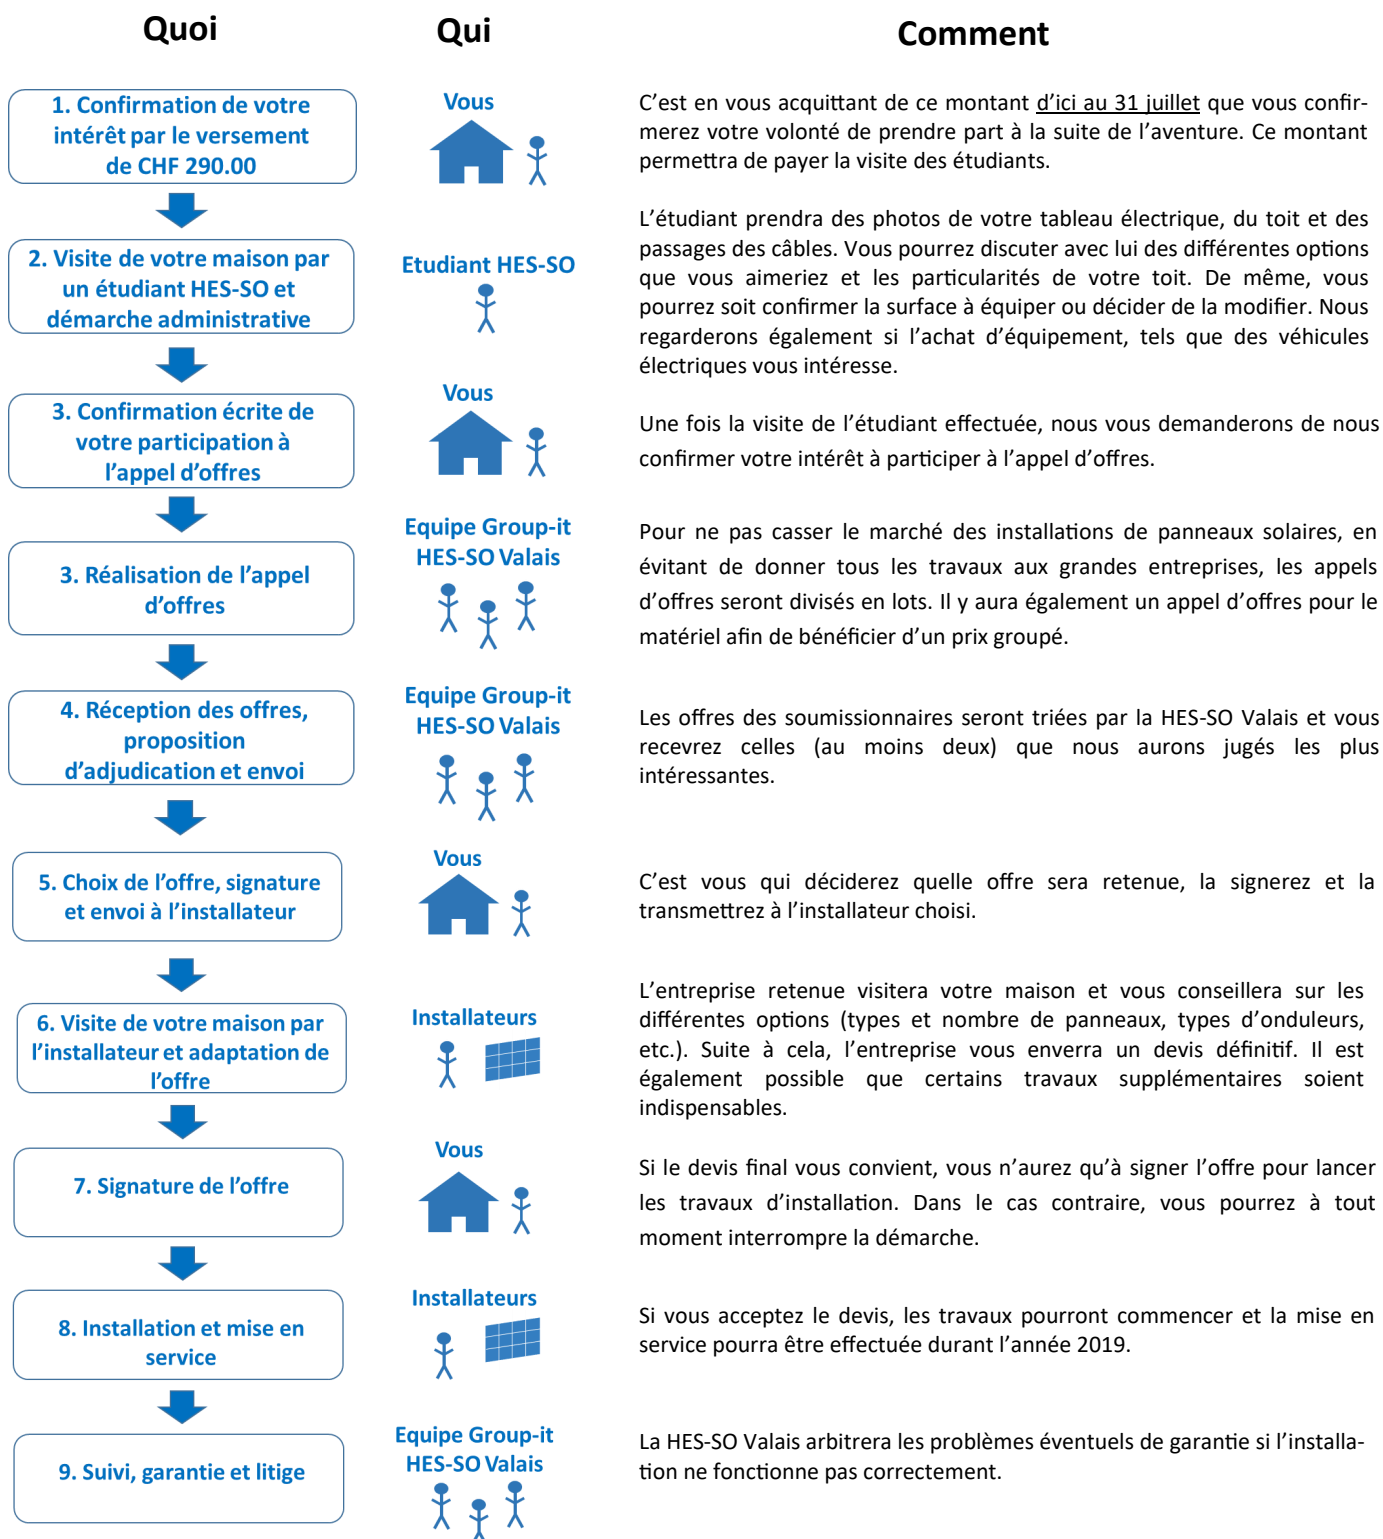 Quoi
Qui
Comment
1. Confirmation de votre
intérêt par le versement
de CHF 290.00
Vous
C’est en vous acquittant de ce montant d’ici au 31 juillet que vous confir-
merez votre volonté de prendre part à la suite de l’aventure. Ce montant
permettra de payer la visite des étudiants.
2. Visite de votre maison par
un étudiant HES-SO et
démarche administrative
Etudiant HES-SO
L’étudiant prendra des photos de votre tableau électrique, du toit et des
passages des câbles. Vous pourrez discuter avec lui des différentes options
que vous aimeriez et les particularités de votre toit. De même, vous
pourrez soit confirmer la surface à équiper ou décider de la modifier. Nous
regarderons également si l’achat d’équipement, tels que des véhicules
électriques vous intéresse.
3. Confirmation écrite de
votre participation à
l’appel d’offres
Vous
Une fois la visite de l’étudiant effectuée, nous vous demanderons de nous
confirmer votre intérêt à participer à l’appel d’offres.
3. Réalisation de l’appel
d’offres
Equipe Group-it
HES-SO Valais
Pour ne pas casser le marché des installations de panneaux solaires, en
évitant de donner tous les travaux aux grandes entreprises, les appels
d’offres seront divisés en lots. Il y aura également un appel d’offres pour le
matériel afin de bénéficier d’un prix groupé.
4. Réception des offres,
proposition
d’adjudication et envoi
Equipe Group-it
HES-SO Valais
Les offres des soumissionnaires seront triées par la HES-SO Valais et vous
recevrez celles (au moins deux) que nous aurons jugés les plus
intéressantes.
5. Choix de l’offre, signature
et envoi à l’installateur
Vous
C’est vous qui déciderez quelle offre sera retenue, la signerez et la
transmettrez à l’installateur choisi.
6. Visite de votre maison par
l’installateur et adaptation de
l’offre
Installateurs
L’entreprise retenue visitera votre maison et vous conseillera sur les
différentes options (types et nombre de panneaux, types d’onduleurs,
etc.). Suite à cela, l’entreprise vous enverra un devis définitif. Il est
également possible que certains travaux supplémentaires soient
indispensables.
7. Signature de l’offre
Vous
Si le devis final vous convient, vous n’aurez qu’à signer l’offre pour lancer
les travaux d’installation. Dans le cas contraire, vous pourrez à tout
moment interrompre la démarche.
8. Installation et mise en
service
Installateurs
Si vous acceptez le devis, les travaux pourront commencer et la mise en
service pourra être effectuée durant l’année 2019.
9. Suivi, garantie et litige
Equipe Group-it
HES-SO Valais
La HES-SO Valais arbitrera les problèmes éventuels de garantie si l’installa-
tion ne fonctionne pas correctement.